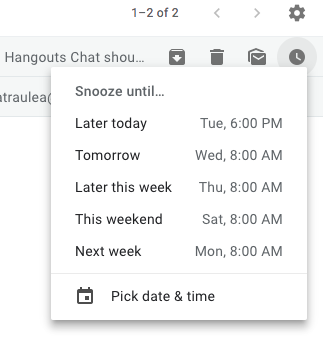 1–2 of 2
Hangouts Chat shou…
atraulea@
Snooze until…
Later today Tue, 6:00 PM
Tomorrow Wed, 8:00 AM
Later this week Thu, 8:00 AM
This weekend Sat, 8:00 AM
Next week Mon, 8:00 AM
Pick date & time